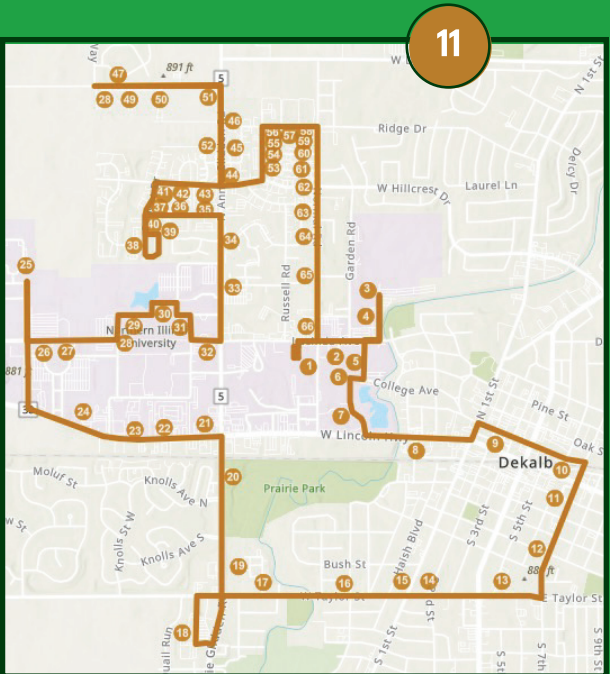 11
891 ft
5
47
28 49 50 51
46
52 45
44
56 57 58
55 59
54 60
53 61
62
63
64
65
66
Ridge Dr
W Hillcrest Dr
Laurel Ln
N 1st St
Delcy Dr
41 42 43
37 36 35
40 39
38
34
33
Russell Rd
Garden Rd
25
3
4
30
29 31
28
32
Northern Illi
University
26 27
1
2 5
6
7
881
5
24
23 22 21
College Ave
W Lincoln Hwy
N 1st St
Pine St
Oak S
8
9
10
Dekalb
11
20
Prairie Park
Moluf St
Knolls Ave N
Knolls St W
Knolls Ave S
w St
Haish Blvd
S 3rd St
S 5th St
12
19
17
Bush St
16
15 14
13
E Taylor St
18
S 1st St
S 7th
S 9th S